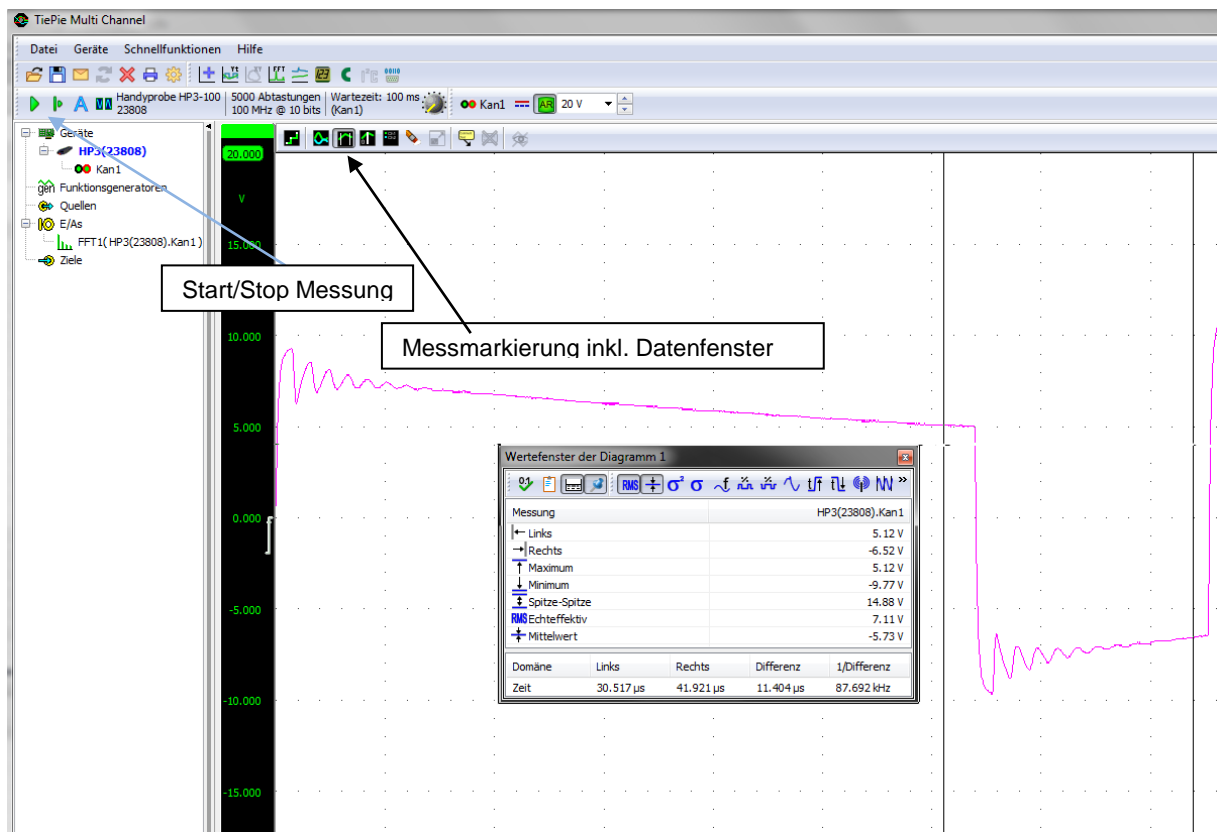 TiePie Multi Channel
Datei Geräte Schnellfunktionen Hilfe
Handyprobe HP3-100
23808
5000 Abtastungen
100 MHz @ 10 bits
Wartezeit: 100 ms
(Kan1)
Kan1
AR
20 V
Geräte
HP3(23808)
Kan1
gen Funktionsgeneratoren
Quellen
E/As
FFT1(HP3(23808).Kan1)
Ziele
20.000
V
15.000
10.000
5.000
0.000
-5.000
-10.000
-15.000
Start/Stop Messung
Messmarkierung inkl. Datenfenster
Wertefenster der Diagramm 1
RMS
Messung HP3(23808).Kan1
Links 5.12 V
Rechts -6.52 V
Maximum 5.12 V
Minimum -9.77 V
Spitze-Spitze 14.88 V
RMS Echteffektiv 7.11 V
Mittelwert -5.73 V
Domäne Links Rechts Differenz 1/Differenz
Zeit 30.517 µs 41.921 µs 11.404 µs 87.692 kHz